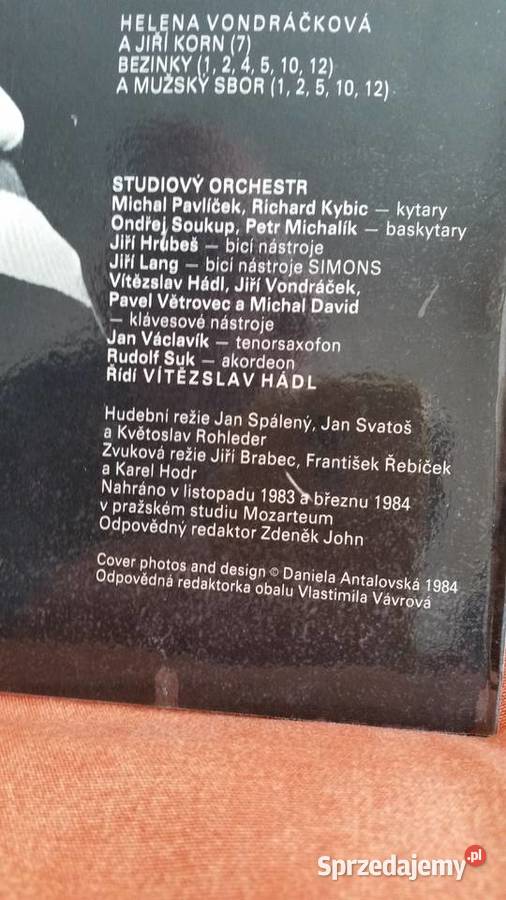 HELENA VONDRÁČKOVÁ
A JIŘÍ KORN (7)
BEZINKY (1, 2, 4, 5, 10, 12)
A MUŽSKÝ SBOR (1, 2, 5, 10, 12)
STUDIOVÝ ORCHESTR
Michal Pavlíček, Richard Kybic — kytary
Ondřej Soukup, Petr Michalík — baskytary
Jiří Hrubeš — bicí nástroje
Jiří Lang — bicí nástroje SIMONS
Vítězslav Hádl, Jiří Vondráček,
Pavel Větrovec a Michal David
— klávesové nástroje
Jan Václavík — tenorsaxofon
Rudolf Suk — akordeon
Řídí VÍTĚZSLAV HÁDL
Hudební režie Jan Spálený, Jan Svatoš
a Květoslav Rohleder
Zvuková režie Jiří Brabec, František Řebíček
a Karel Hodr
Nahráno v listopadu 1983 a březnu 1984
v pražském studiu Mozarteum
Odpovědný redaktor Zdeněk John
Cover photos and design © Daniela Antalovská 1984
Odpovědná redaktorka obalu Vlastimila Vávrová
Sprzedajemy.pl